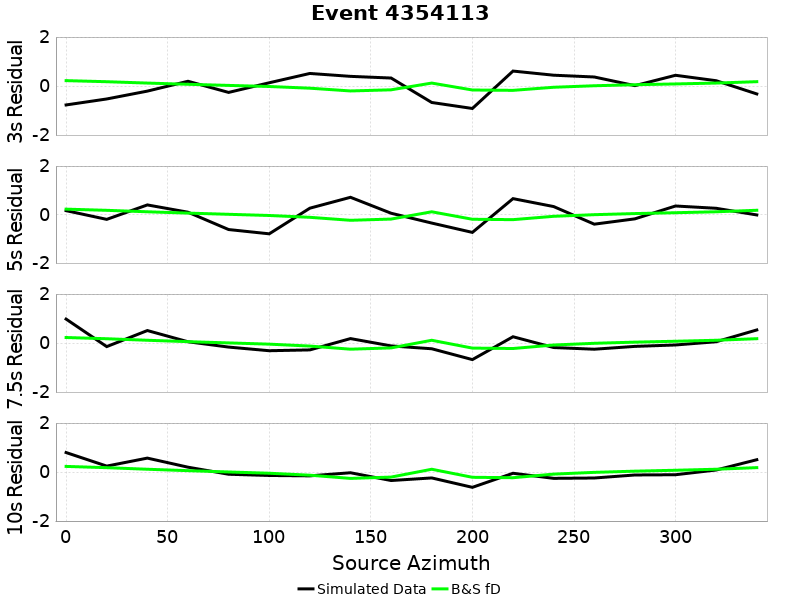 Event 4354113
3s Residual
2
0
-2
5s Residual
2
0
-2
7.5s Residual
2
0
-2
10s Residual
2
0
-2
0 50 100 150 200 250 300
Source Azimuth
Simulated Data B&S fD